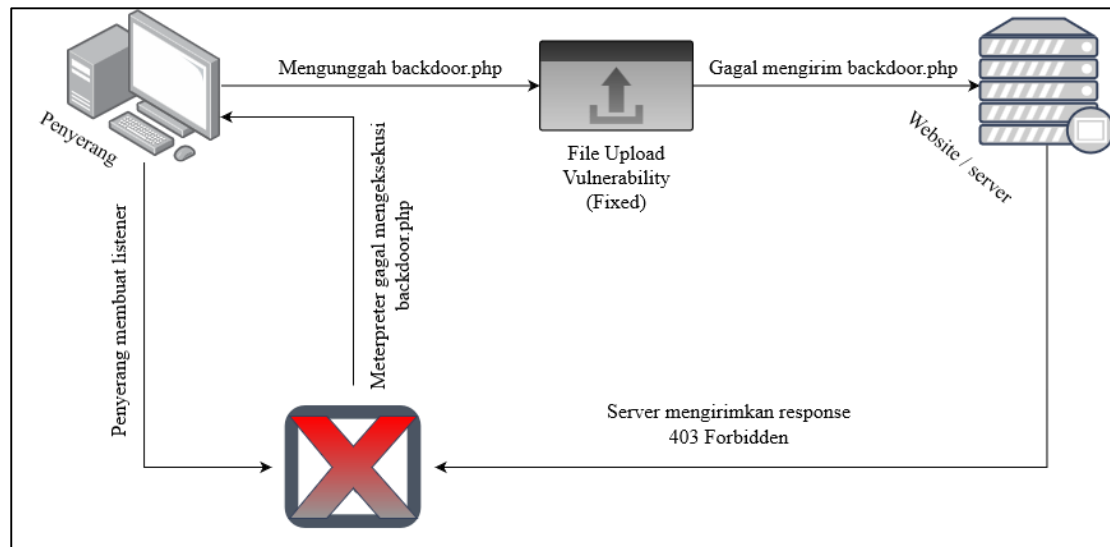 Mengunggah backdoor.php
Gagal mengirim backdoor.php
Penyerang
File Upload
Vulnerability
(Fixed)
Website / server
Penyerang membuat listener
Meterpreter gagal mengeksekusi
backdoor.php
Server mengirimkan response
403 Forbidden